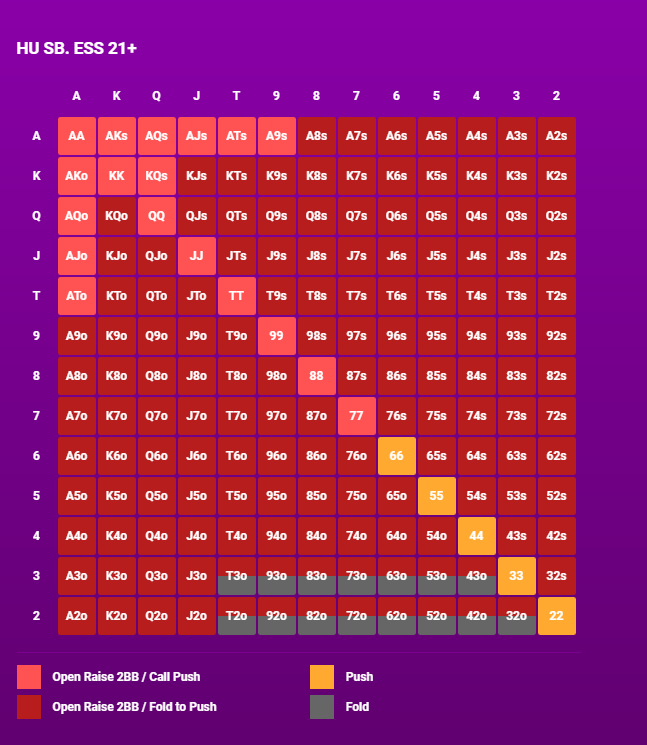 HU SB. ESS 21+
A K Q J T 9 8 7 6 5 4 3 2
A AA AKs AQs AJs ATs A9s A8s A7s A6s A5s A4s A3s A2s
K AKo KK KQs KJs KTs K9s K8s K7s K6s K5s K4s K3s K2s
Q AQo KQo QQ QJs QTs Q9s Q8s Q7s Q6s Q5s Q4s Q3s Q2s
J AJo KJo QJo JJ JTs J9s J8s J7s J6s J5s J4s J3s J2s
T ATo KTo QTo JTo TT T9s T8s T7s T6s T5s T4s T3s T2s
9 A9o K9o Q9o J9o T9o 99 98s 97s 96s 95s 94s 93s 92s
8 A8o K8o Q8o J8o T8o 98o 88 87s 86s 85s 84s 83s 82s
7 A7o K7o Q7o J7o T7o 97o 87o 77 76s 75s 74s 73s 72s
6 A6o K6o Q6o J6o T6o 96o 86o 76o 66 65s 64s 63s 62s
5 A5o K5o Q5o J5o T5o 95o 85o 75o 65o 55 54s 53s 52s
4 A4o K4o Q4o J4o T4o 94o 84o 74o 64o 54o 44 43s 42s
3 A3o K3o Q3o J3o T3o 93o 83o 73o 63o 53o 43o 33 32s
2 A2o K2o Q2o J2o T2o 92o 82o 72o 62o 52o 42o 32o 22
Open Raise 2BB / Call Push Push
Open Raise 2BB / Fold to Push Fold